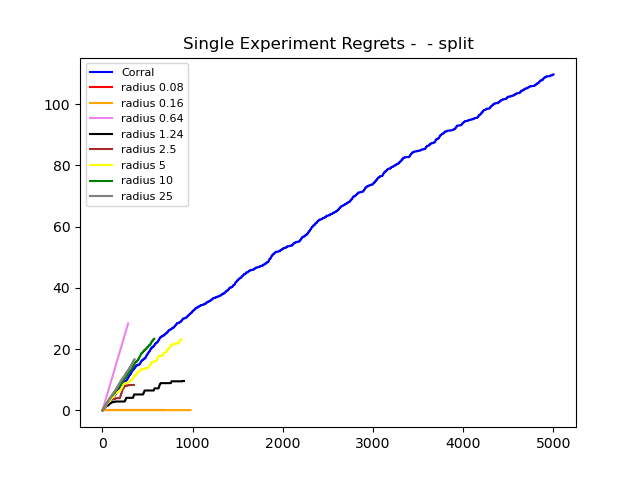 Single Experiment Regrets -  - split
Corral
radius 0.08
radius 0.16
radius 0.64
radius 1.24
radius 2.5
radius 5
radius 10
radius 25
100
80
60
40
20
0
0 1000 2000 3000 4000 5000